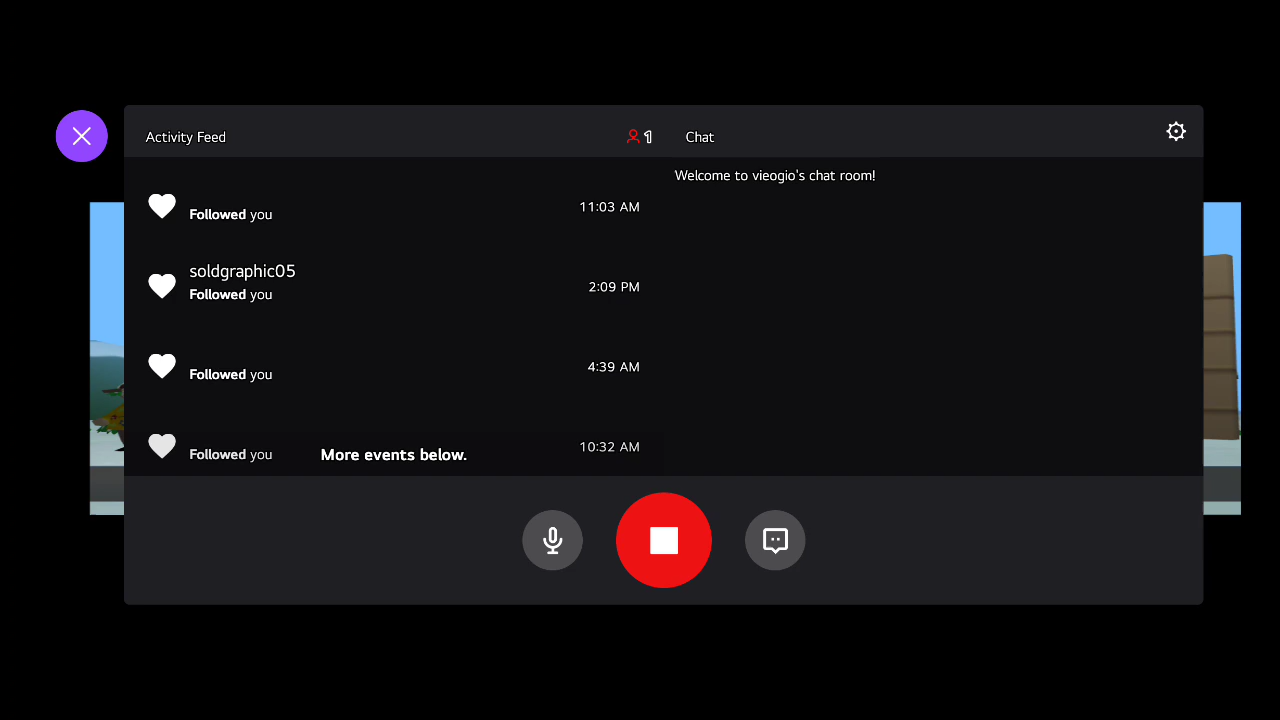 Activity Feed
1
Followed you
11:03 AM
soldgraphic05
Followed you
2:09 PM
Followed you
4:39 AM
Followed you
10:32 AM
More events below.
Chat
Welcome to vieogio's chat room!